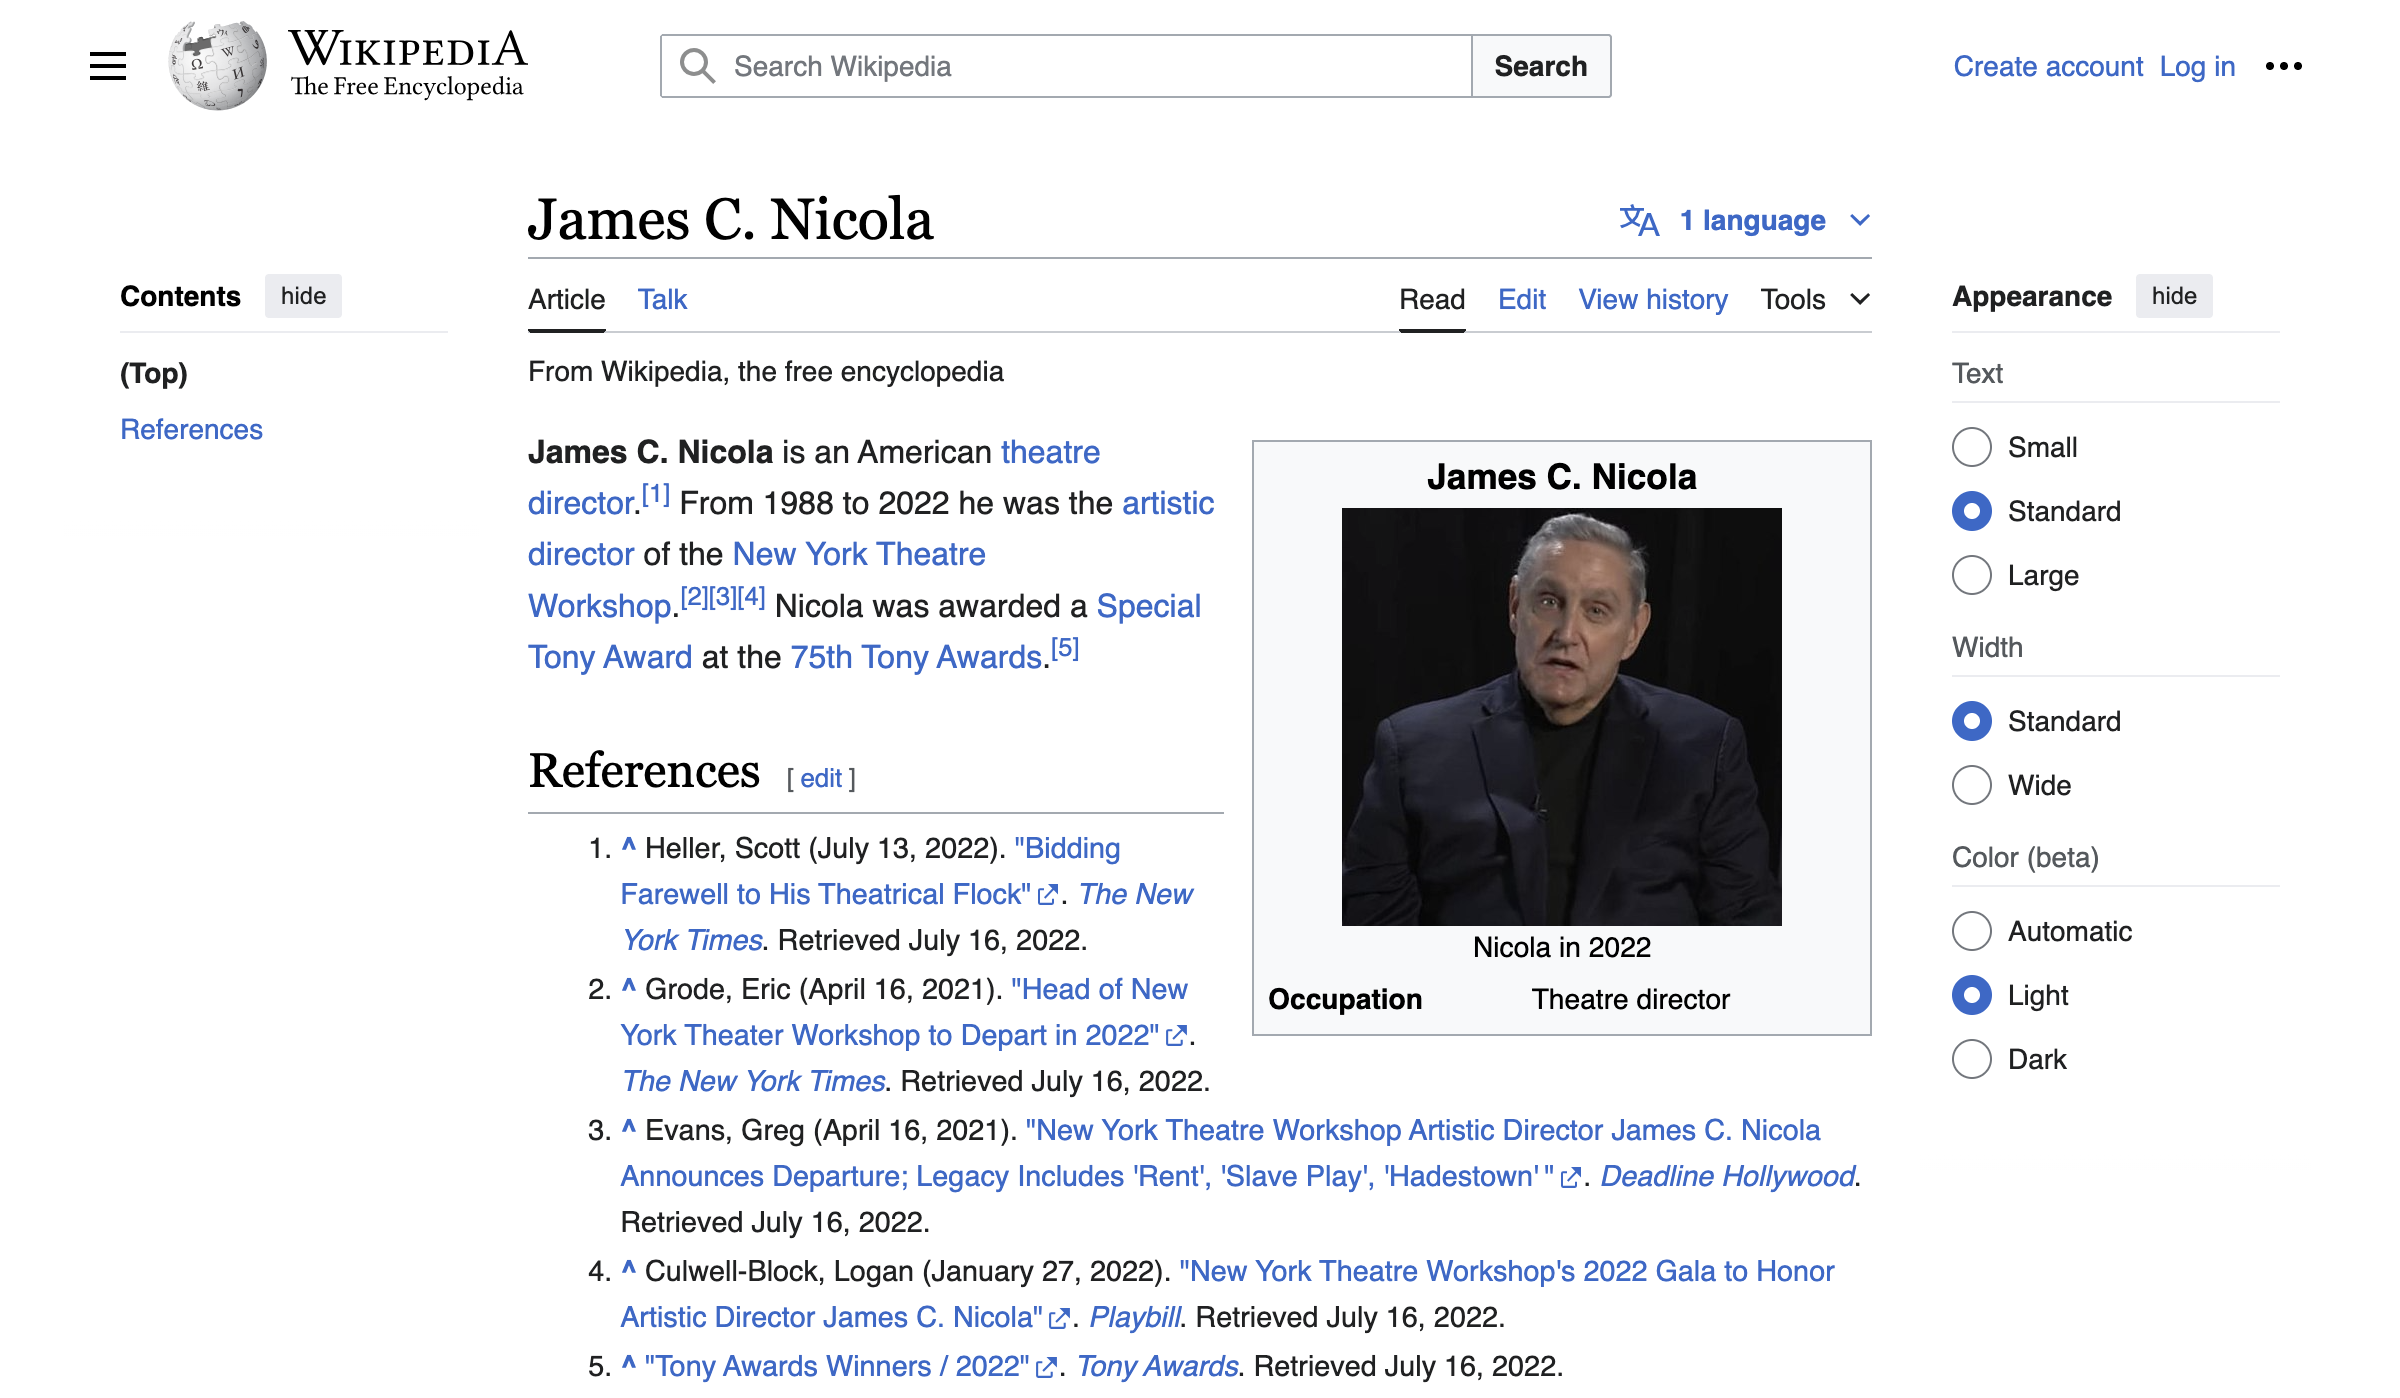 WIKIPEDIA
The Free Encyclopedia
Search Wikipedia
Search
Create account
Log in
James C. Nicola
1 language
Contents
hide
(Top)
References
Article
Talk
Read
Edit
View history
Tools
From Wikipedia, the free encyclopedia
James C. Nicola is an American theatre
director.[1] From 1988 to 2022 he was the artistic
director of the New York Theatre
Workshop.[2][3][4] Nicola was awarded a Special
Tony Award at the 75th Tony Awards.[5]
James C. Nicola
Nicola in 2022
Occupation Theatre director
References [ edit ]
1. ^ Heller, Scott (July 13, 2022). "Bidding
Farewell to His Theatrical Flock". The New
York Times. Retrieved July 16, 2022.
2. ^ Grode, Eric (April 16, 2021). "Head of New
York Theater Workshop to Depart in 2022".
The New York Times. Retrieved July 16, 2022.
3. ^ Evans, Greg (April 16, 2021). "New York Theatre Workshop Artistic Director James C. Nicola
Announces Departure; Legacy Includes 'Rent', 'Slave Play', 'Hadestown' ". Deadline Hollywood.
Retrieved July 16, 2022.
4. ^ Culwell-Block, Logan (January 27, 2022). "New York Theatre Workshop's 2022 Gala to Honor
Artistic Director James C. Nicola". Playbill. Retrieved July 16, 2022.
5. ^ "Tony Awards Winners / 2022". Tony Awards. Retrieved July 16, 2022.
Appearance
hide
Text
Small
Standard
Large
Width
Standard
Wide
Color (beta)
Automatic
Light
Dark